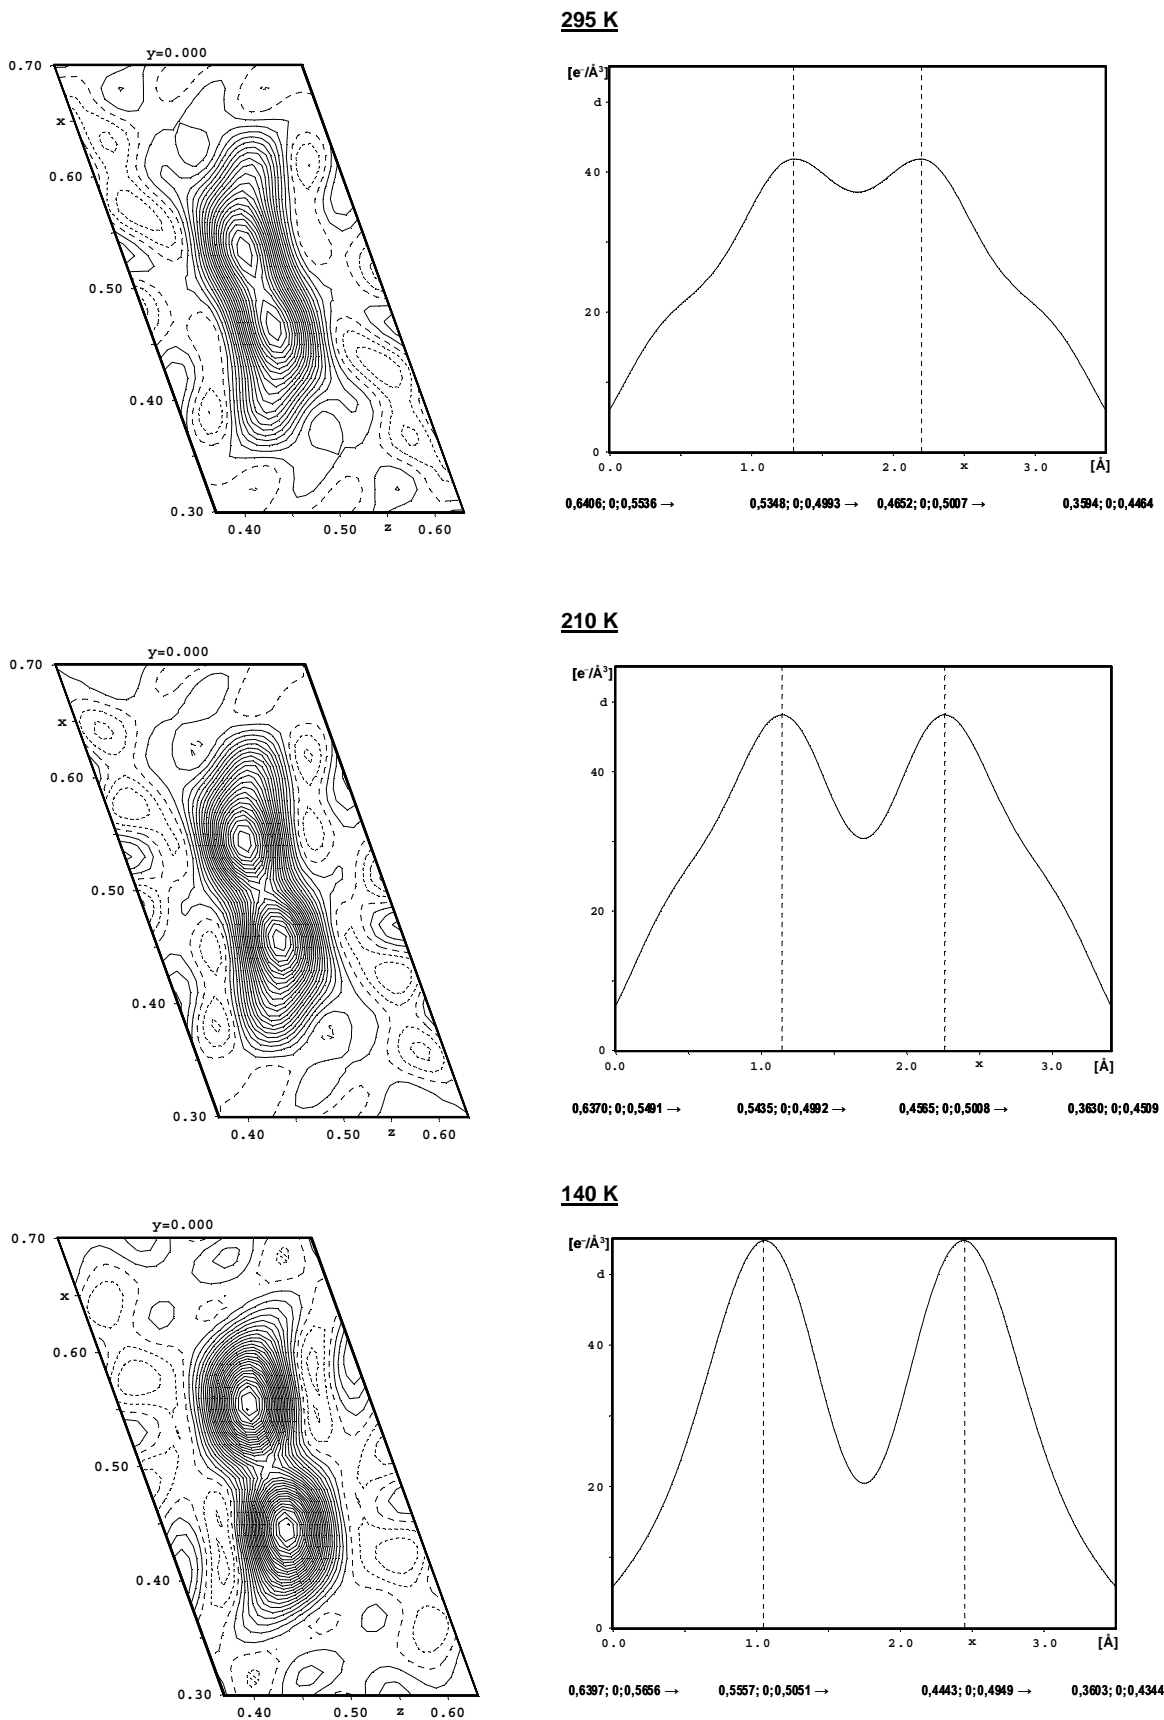 295 K
y=0.000
0.70
x
0.60
0.50
0.40
0.30
0.40 0.50 z 0.60
[e⁻/Å³]
d
40
20
0
0.0 1.0 2.0 x 3.0 [Å]
0,6406; 0;0,5536 → 0,5348; 0;0,4993 → 0,4652; 0;0,5007 → 0,3594; 0;0,4464
210 K
y=0.000
0.70
x
0.60
0.50
0.40
0.30
0.40 0.50 z 0.60
[e⁻/Å³]
d
40
20
0
0.0 1.0 2.0 x 3.0 [Å]
0,6370; 0;0,5491 → 0,5435; 0;0,4992 → 0,4565; 0;0,5008 → 0,3630; 0;0,4509
140 K
y=0.000
0.70
x
0.60
0.50
0.40
0.30
0.40 0.50 z 0.60
[e⁻/Å³]
d
40
20
0
0.0 1.0 2.0 x 3.0 [Å]
0,6397; 0;0,5656 → 0,5557; 0;0,5051 → 0,4443; 0;0,4949 → 0,3603; 0;0,4344